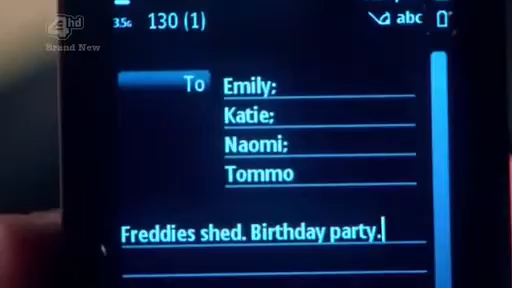 4hd
Brand New
3.5G 130 (1) abc
To Emily;
Katie;
Naomi;
Tommo
Freddies shed. Birthday party.